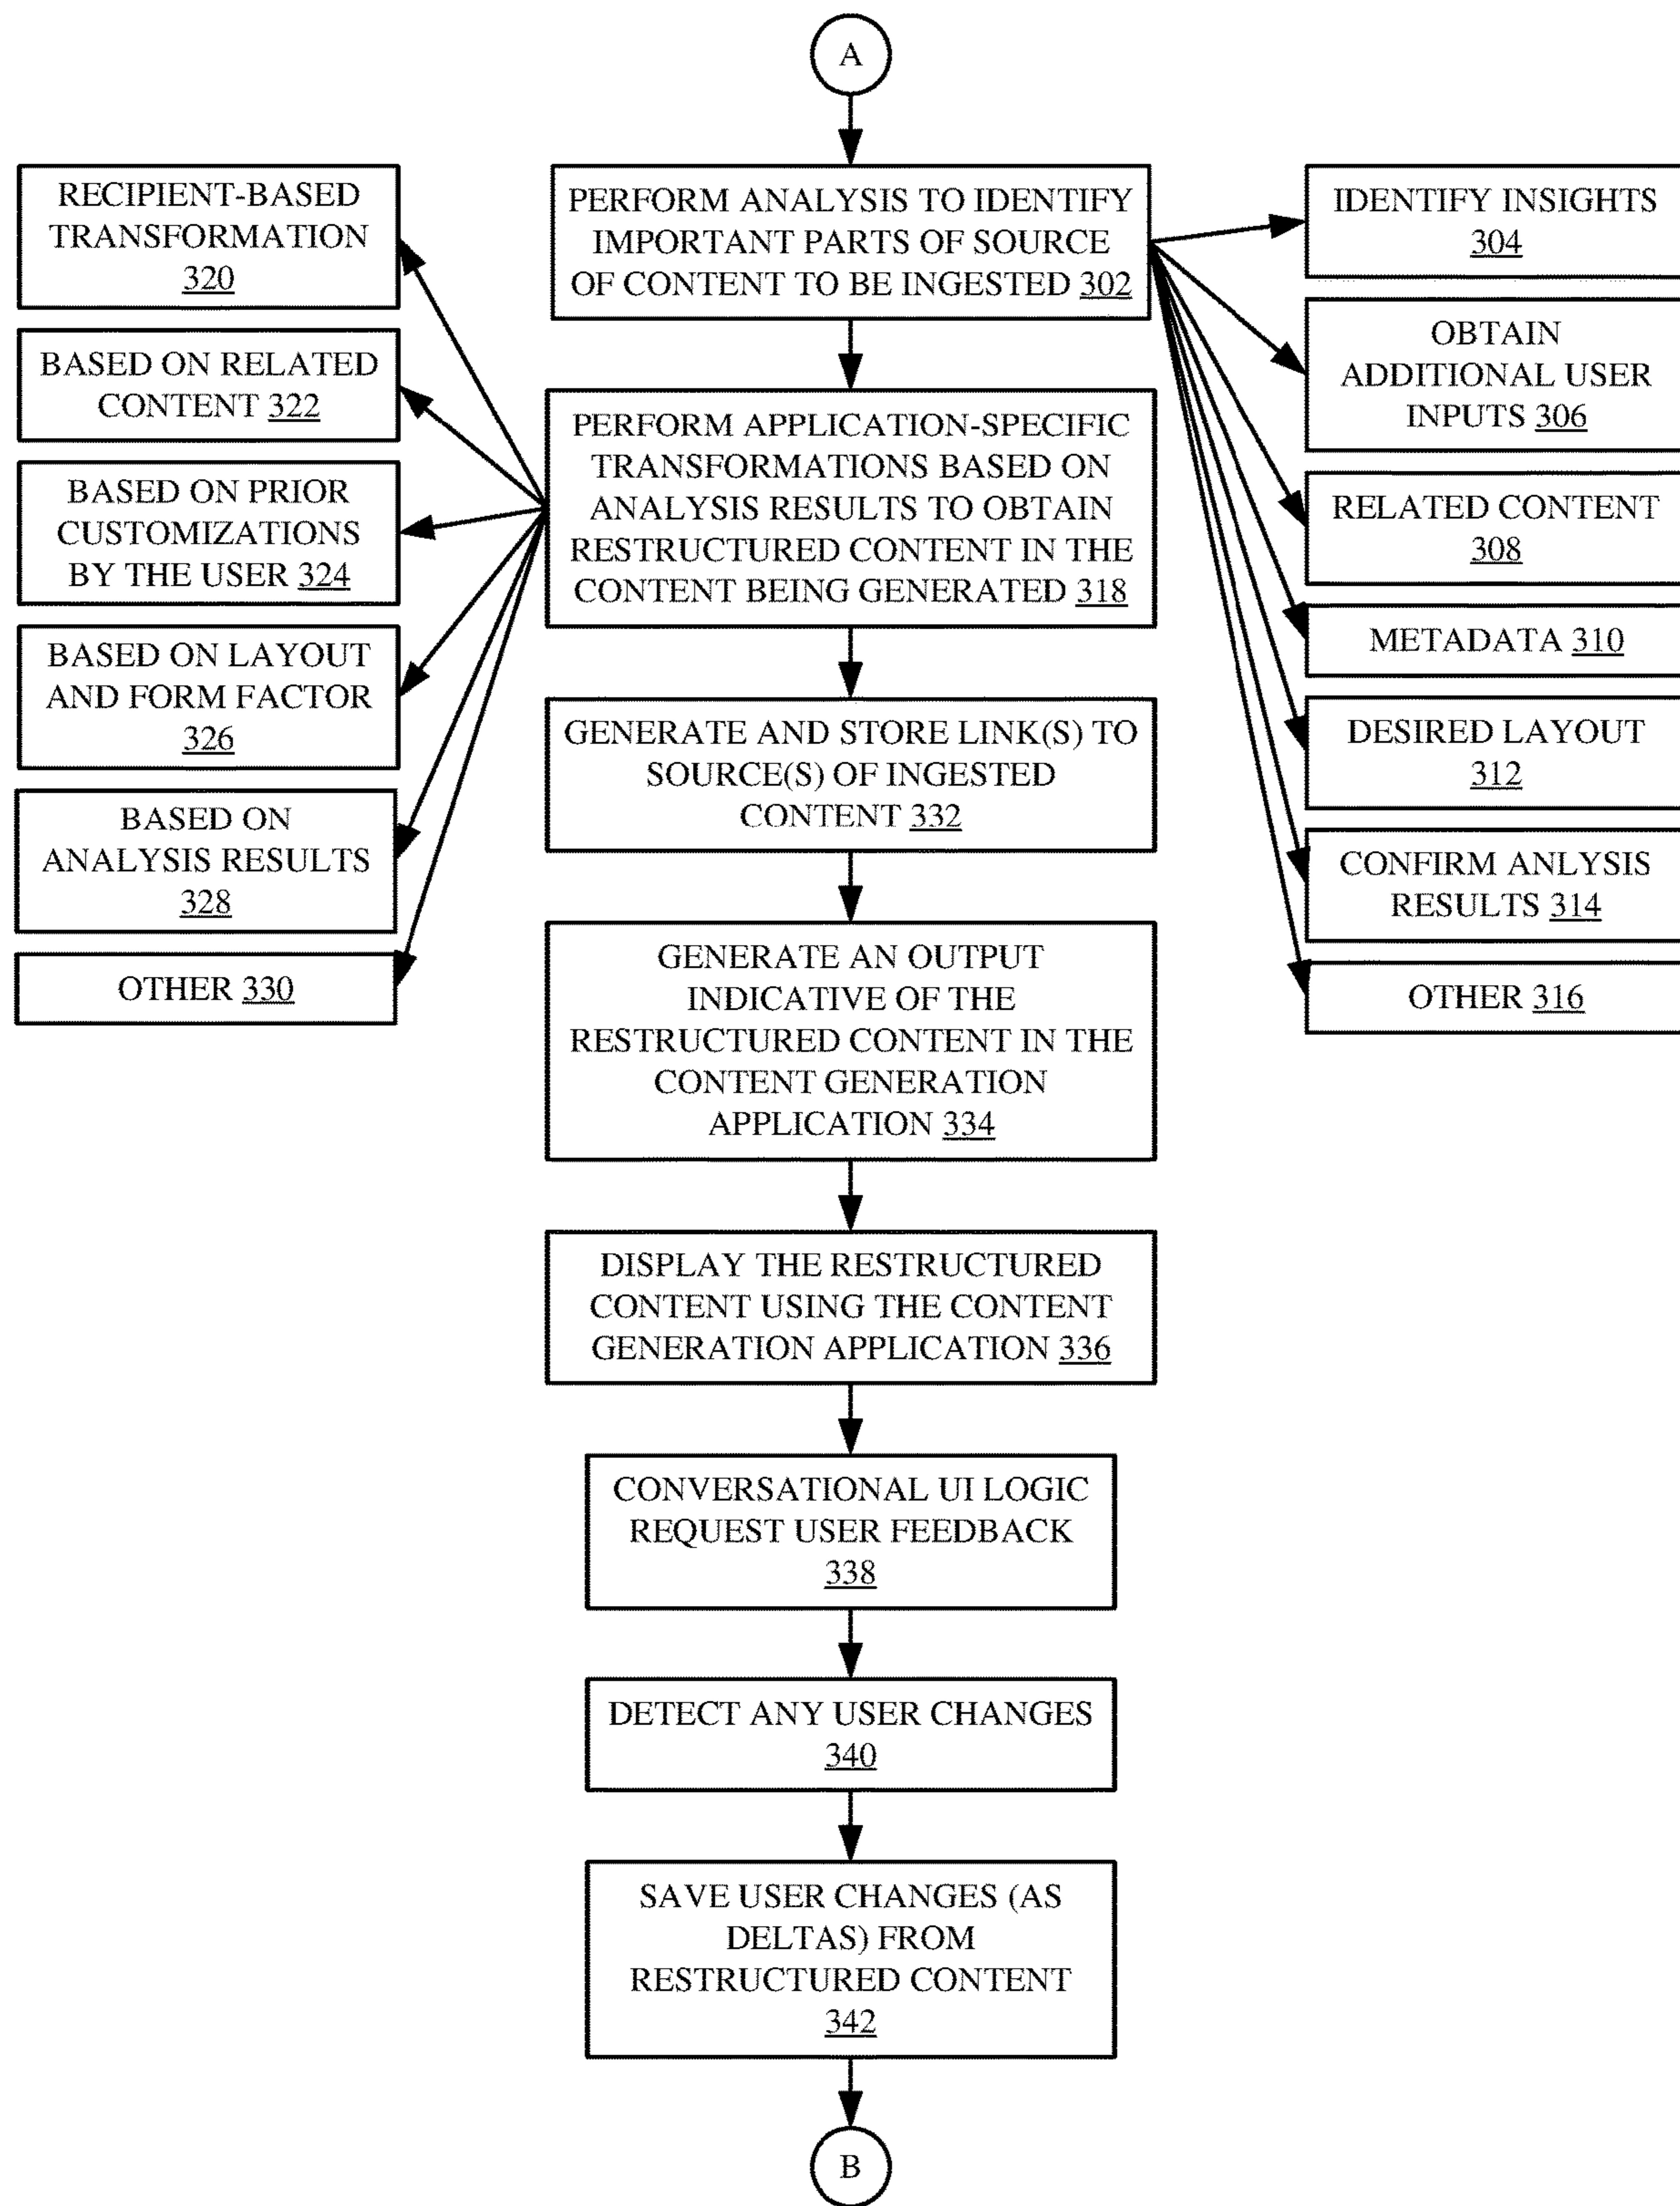 A
PERFORM ANALYSIS TO IDENTIFY
IMPORTANT PARTS OF SOURCE
OF CONTENT TO BE INGESTED 302
IDENTIFY INSIGHTS
304
OBTAIN
ADDITIONAL USER
INPUTS 306
RELATED CONTENT
308
METADATA 310
DESIRED LAYOUT
312
CONFIRM ANLYSIS
RESULTS 314
OTHER 316
PERFORM APPLICATION-SPECIFIC
TRANSFORMATIONS BASED ON
ANALYSIS RESULTS TO OBTAIN
RESTRUCTURED CONTENT IN THE
CONTENT BEING GENERATED 318
RECIPIENT-BASED
TRANSFORMATION
320
BASED ON RELATED
CONTENT 322
BASED ON PRIOR
CUSTOMIZATIONS
BY THE USER 324
BASED ON LAYOUT
AND FORM FACTOR
326
BASED ON
ANALYSIS RESULTS
328
OTHER 330
GENERATE AND STORE LINK(S) TO
SOURCE(S) OF INGESTED
CONTENT 332
GENERATE AN OUTPUT
INDICATIVE OF THE
RESTRUCTURED CONTENT IN THE
CONTENT GENERATION
APPLICATION 334
DISPLAY THE RESTRUCTURED
CONTENT USING THE CONTENT
GENERATION APPLICATION 336
CONVERSATIONAL UI LOGIC
REQUEST USER FEEDBACK
338
DETECT ANY USER CHANGES
340
SAVE USER CHANGES (AS
DELTAS) FROM
RESTRUCTURED CONTENT
342
B